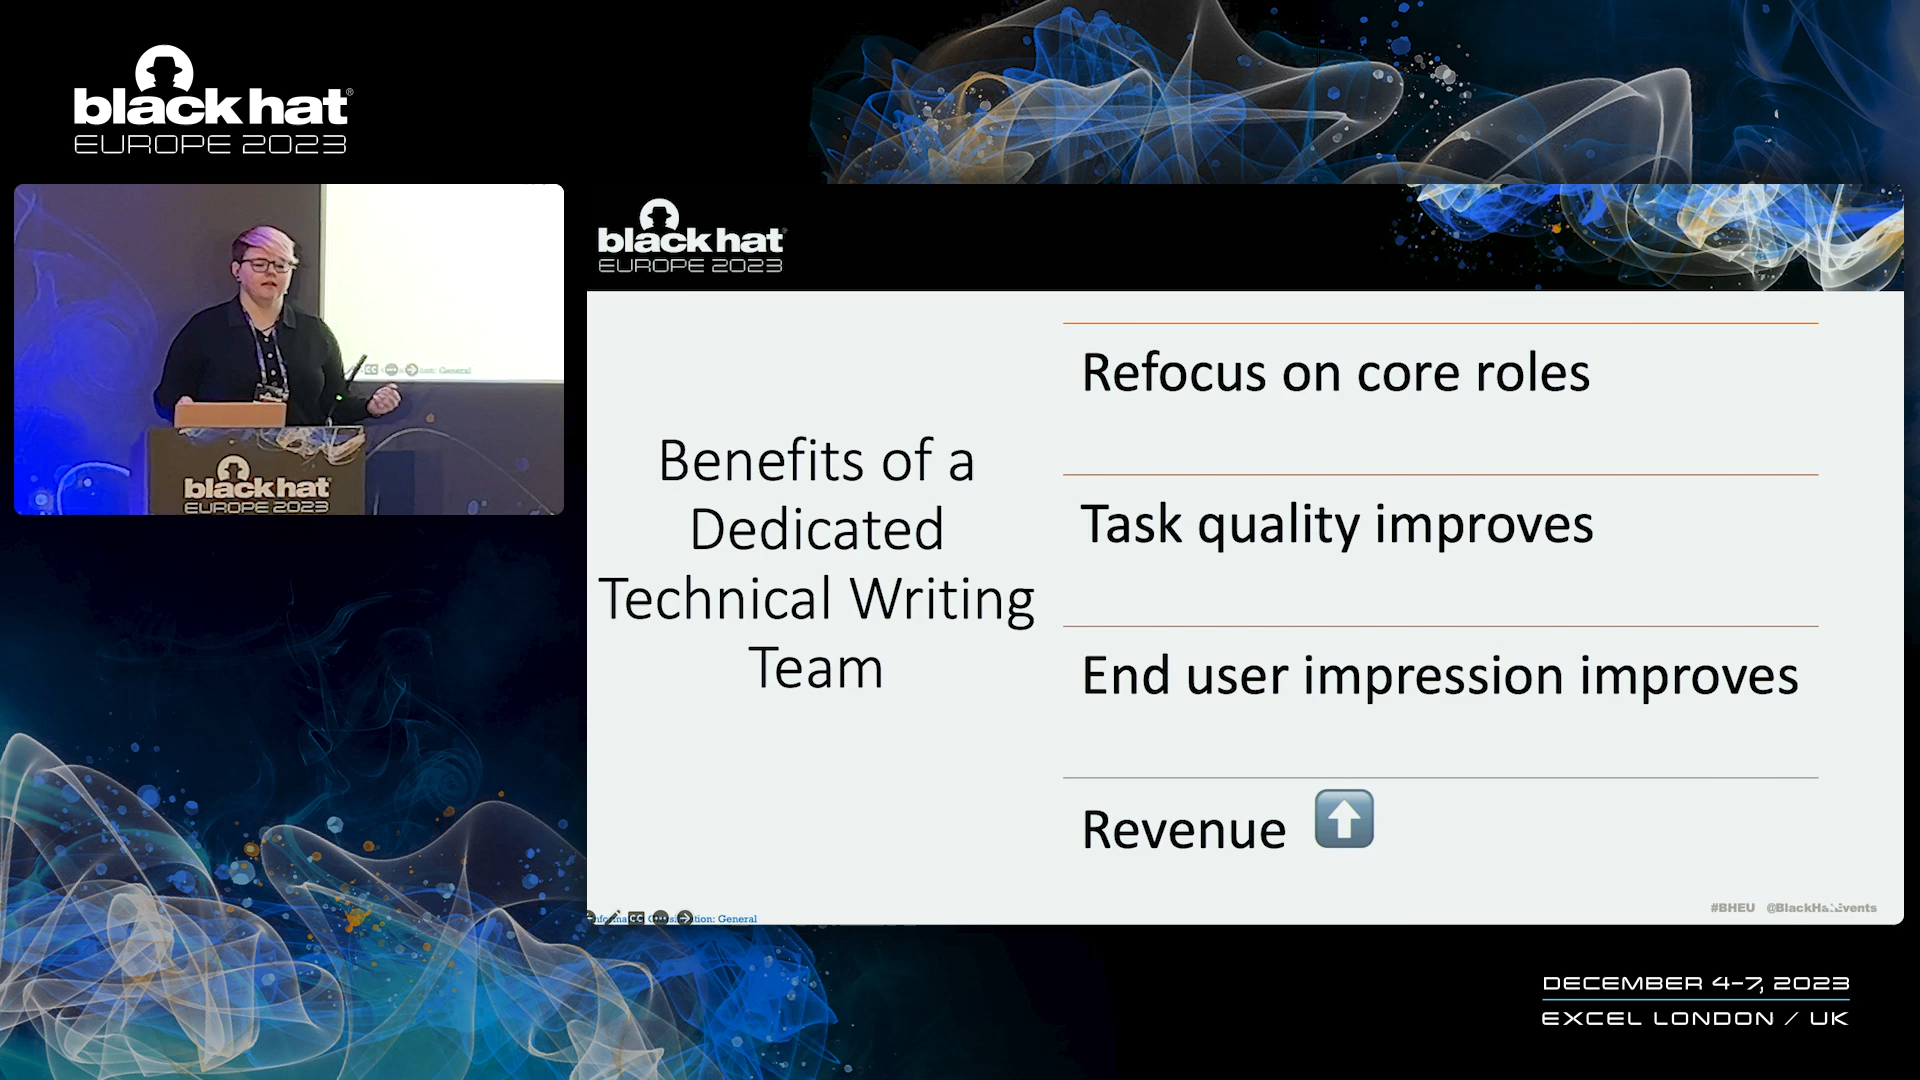 black hat
EUROPE 2023
General
black hat
EUROPE 2023
black hat
EUROPE 2023
Benefits of a
Dedicated
Technical Writing
Team
Refocus on core roles
Task quality improves
End user impression improves
Revenue
General
#BHEU
DECEMBER 4-7, 2023
EXCEL LONDON / UK